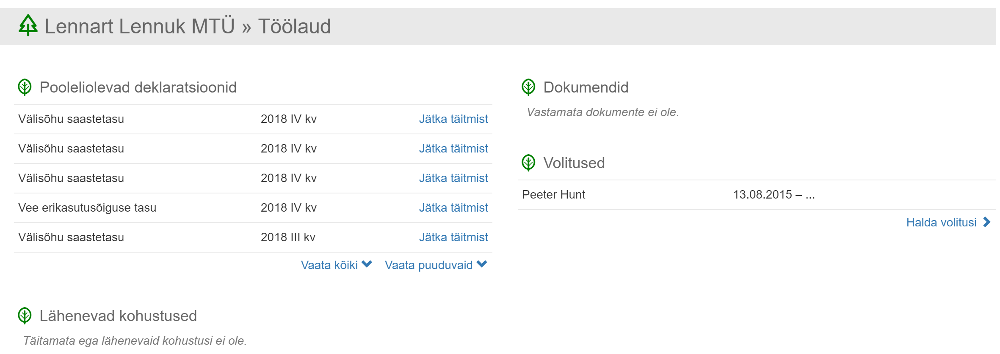 Lennart Lennuk MTÜ » Töölaud
Pooleliolevad deklaratsioonid
Välisõhu saastetasu 2018 IV kv Jätka täitmist
Välisõhu saastetasu 2018 IV kv Jätka täitmist
Välisõhu saastetasu 2018 IV kv Jätka täitmist
Vee erikasutusõiguse tasu 2018 IV kv Jätka täitmist
Välisõhu saastetasu 2018 III kv Jätka täitmist
Vaata kõiki Vaata puuduvaid
Lähenevad kohustused
Täitamata ega lähenevaid kohustusi ei ole.
Dokumendid
Vastamata dokumente ei ole.
Volitused
Peeter Hunt 13.08.2015 – ...
Halda volitusi